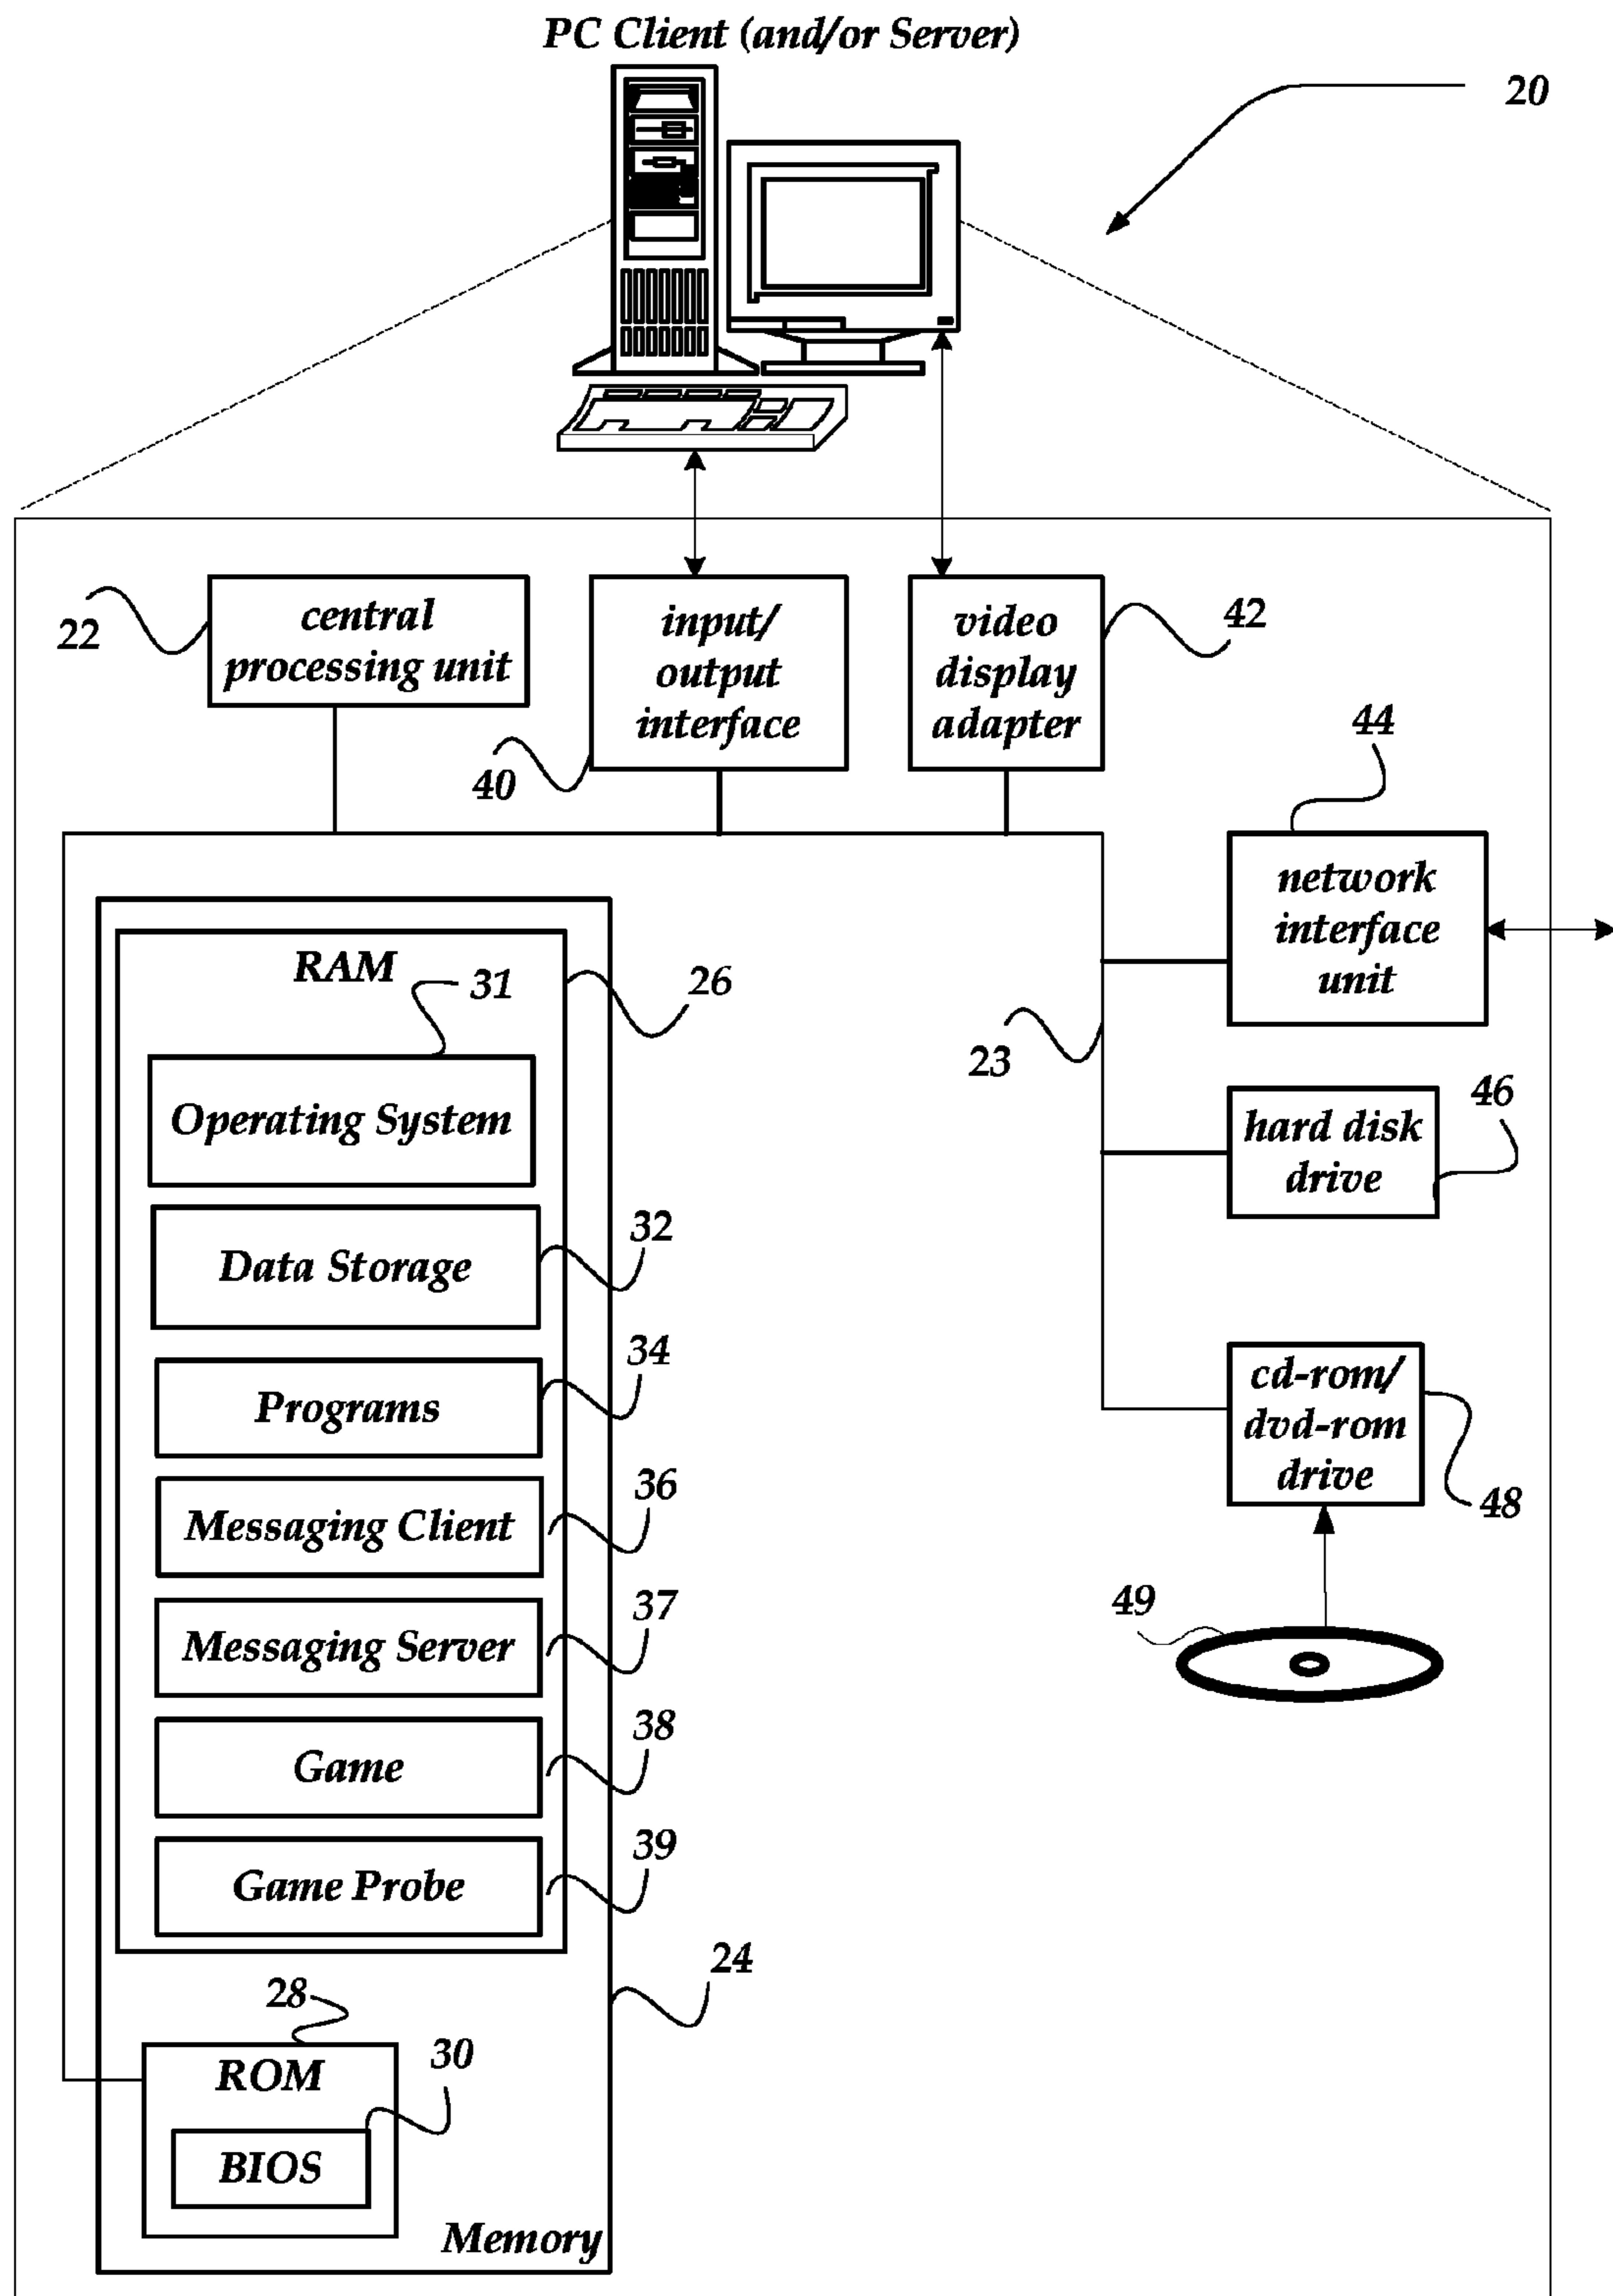 PC Client (and/or Server)
20
22
central
processing unit
input/
output
interface
40
video
display
adapter
42
44
network
interface
unit
23
RAM
31
26
Operating System
46
hard disk
drive
Data Storage
32
Programs
34
cd-rom/
dvd-rom
drive
48
Messaging Client
36
49
Messaging Server
37
Game
38
Game Probe
39
24
28
ROM
30
BIOS
Memory